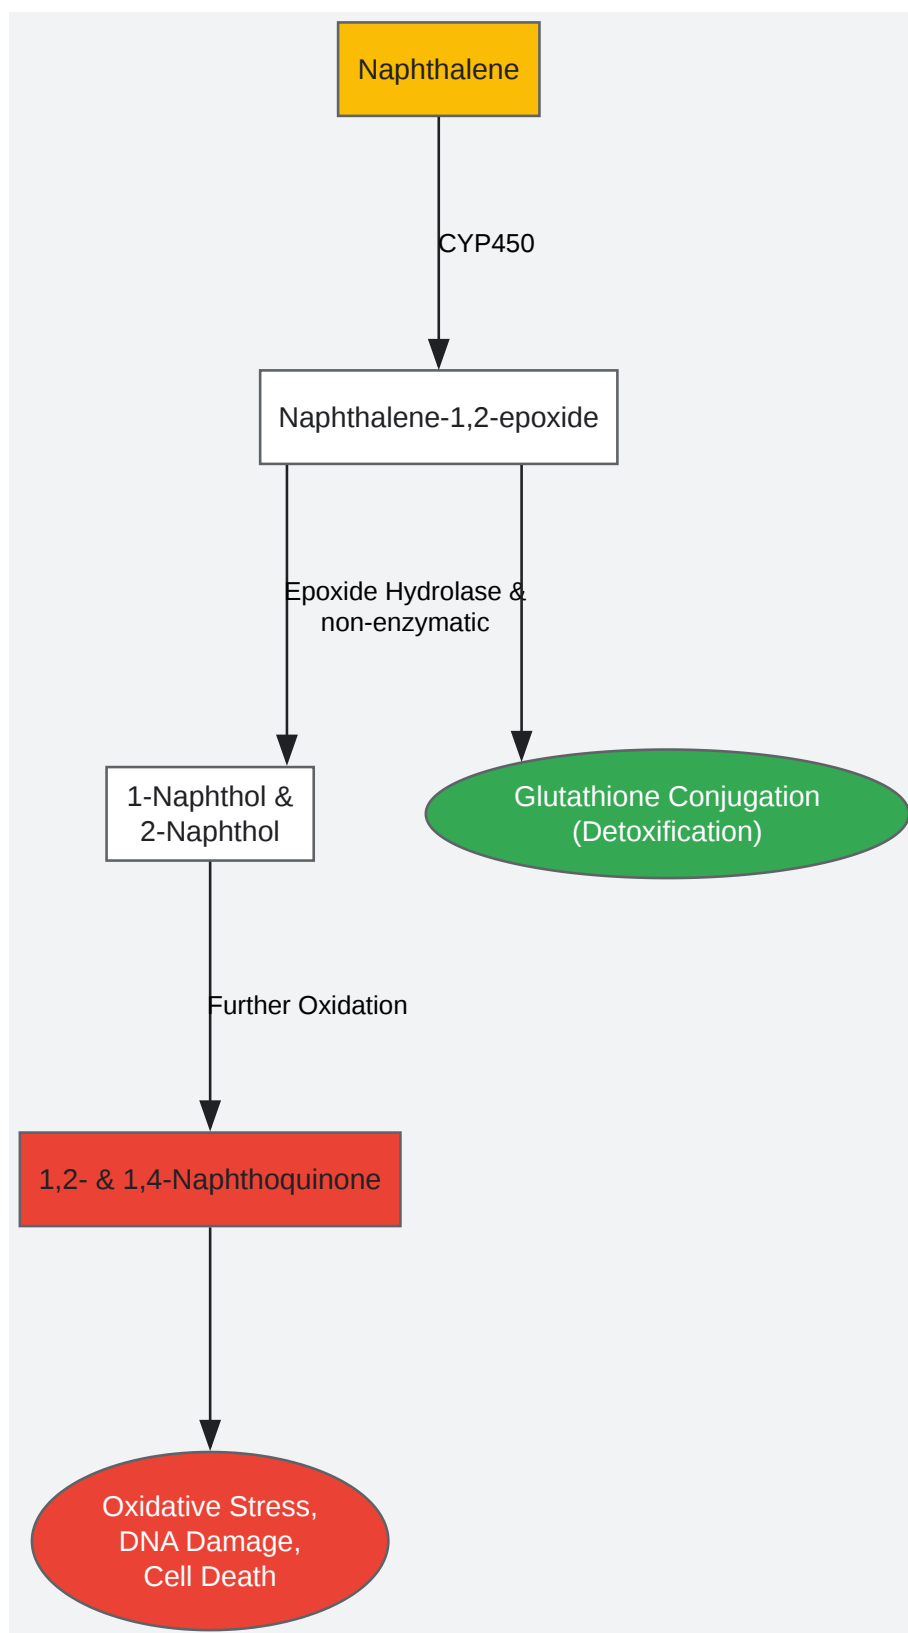 Naphthalene
CYP450
Naphthalene-1,2-epoxide
Epoxide Hydrolase &
non-enzymatic
1-Naphthol &
2-Naphthol
Glutathione Conjugation
(Detoxification)
Further Oxidation
1,2- & 1,4-Naphthoquinone
Oxidative Stress,
DNA Damage,
Cell Death